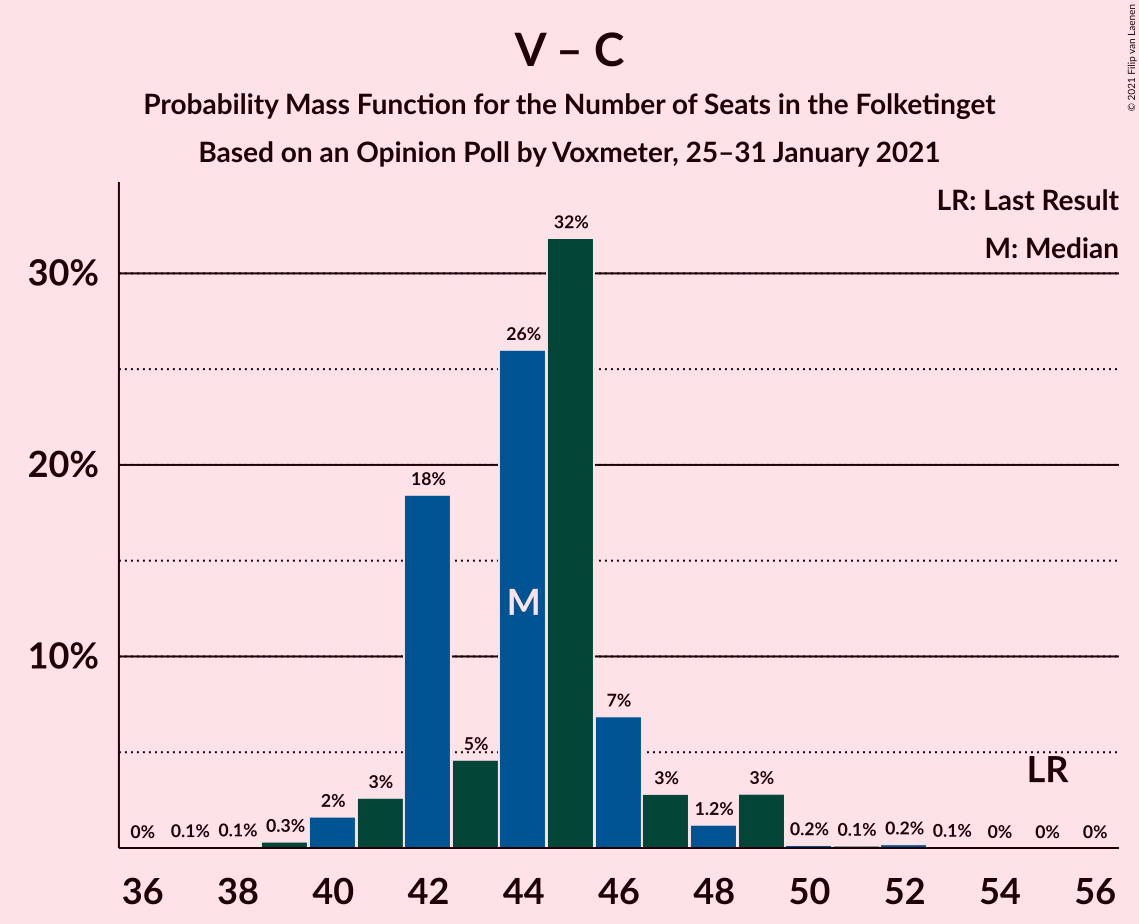 V – C
Probability Mass Function for the Number of Seats in the Folketinget
Based on an Opinion Poll by Voxmeter, 25–31 January 2021
© 2021 Filip van Laenen
LR: Last Result
M: Median
32%
30%
26%
20%
18%
M
10%
7%
5%
LR
3%
3%
3%
2%
1.2%
0% 0.1% 0.1% 0.3% 0.2% 0.1% 0.2% 0.1% 0% 0% 0%
36 38 40 42 44 46 48 50 52 54 56